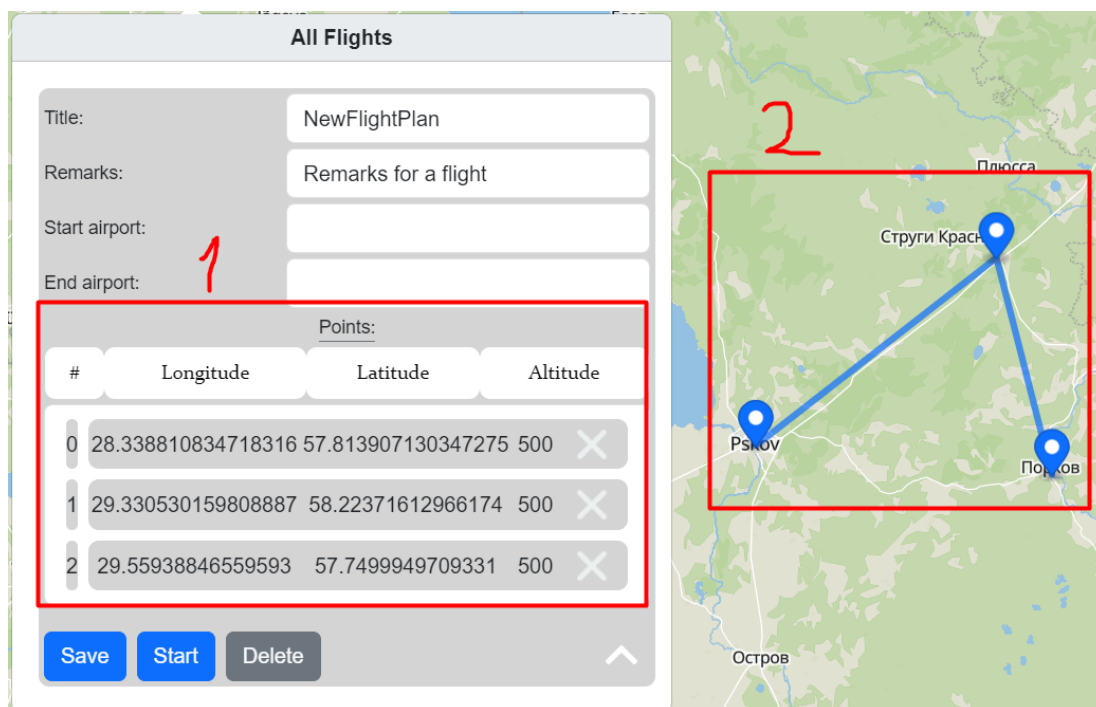 All Flights
Title:
NewFlightPlan
Remarks:
Remarks for a flight
Start airport:
End airport:
1
Points:
# Longitude Latitude Altitude
0 28.338810834718316 57.813907130347275 500
1 29.330530159808887 58.22371612966174 500
2 29.55938846559593 57.7499949709331 500
Save Start Delete
2
Плюсса
Струги Красн
Pskov
Порхов
Остров